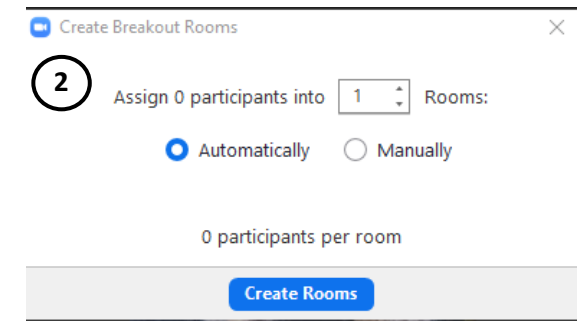 Create Breakout Rooms
2
Assign 0 participants into 1 Rooms:
Automatically Manually
0 participants per room
Create Rooms